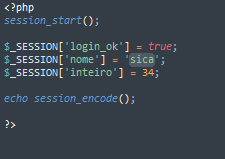 <?php
session_start();
$_SESSION['login_ok'] = true;
$_SESSION['nome'] = 'sica';
$_SESSION['inteiro'] = 34;
echo session_encode();
?>